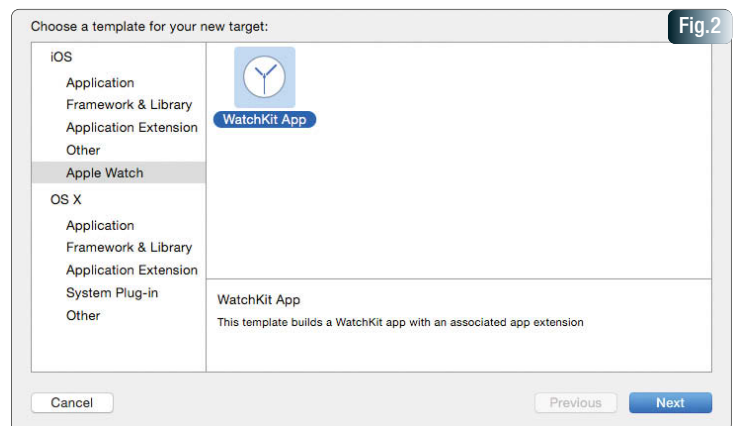 Choose a template for your new target:
Fig.2
iOS
Application
Framework & Library
Application Extension
Other
Apple Watch
OS X
Application
Framework & Library
Application Extension
System Plug-in
Other
WatchKit App
WatchKit App
This template builds a WatchKit app with an associated app extension
Cancel
Previous
Next